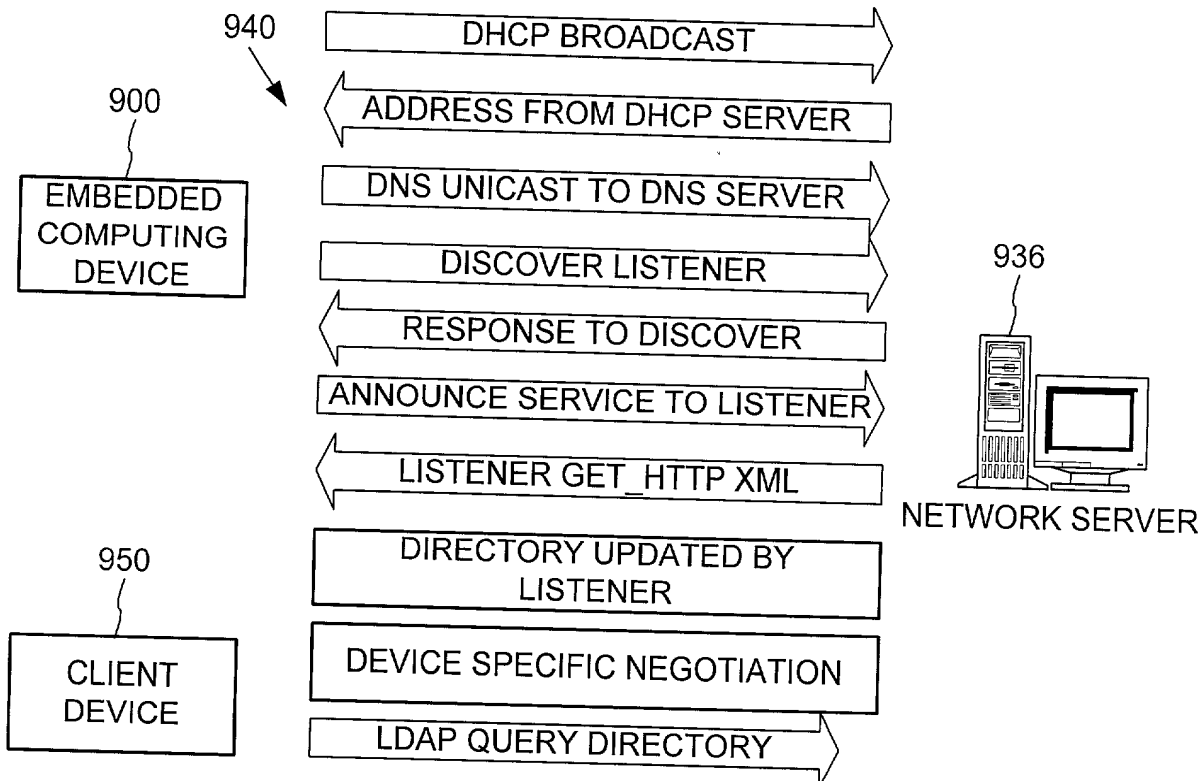 940
DHCP BROADCAST
ADDRESS FROM DHCP SERVER
900
EMBEDDED
COMPUTING
DEVICE
DNS UNICAST TO DNS SERVER
DISCOVER LISTENER
936
RESPONSE TO DISCOVER
ANNOUNCE SERVICE TO LISTENER
LISTENER GET_HTTP XML
NETWORK SERVER
DIRECTORY UPDATED BY
LISTENER
950
CLIENT
DEVICE
DEVICE SPECIFIC NEGOTIATION
LDAP QUERY DIRECTORY